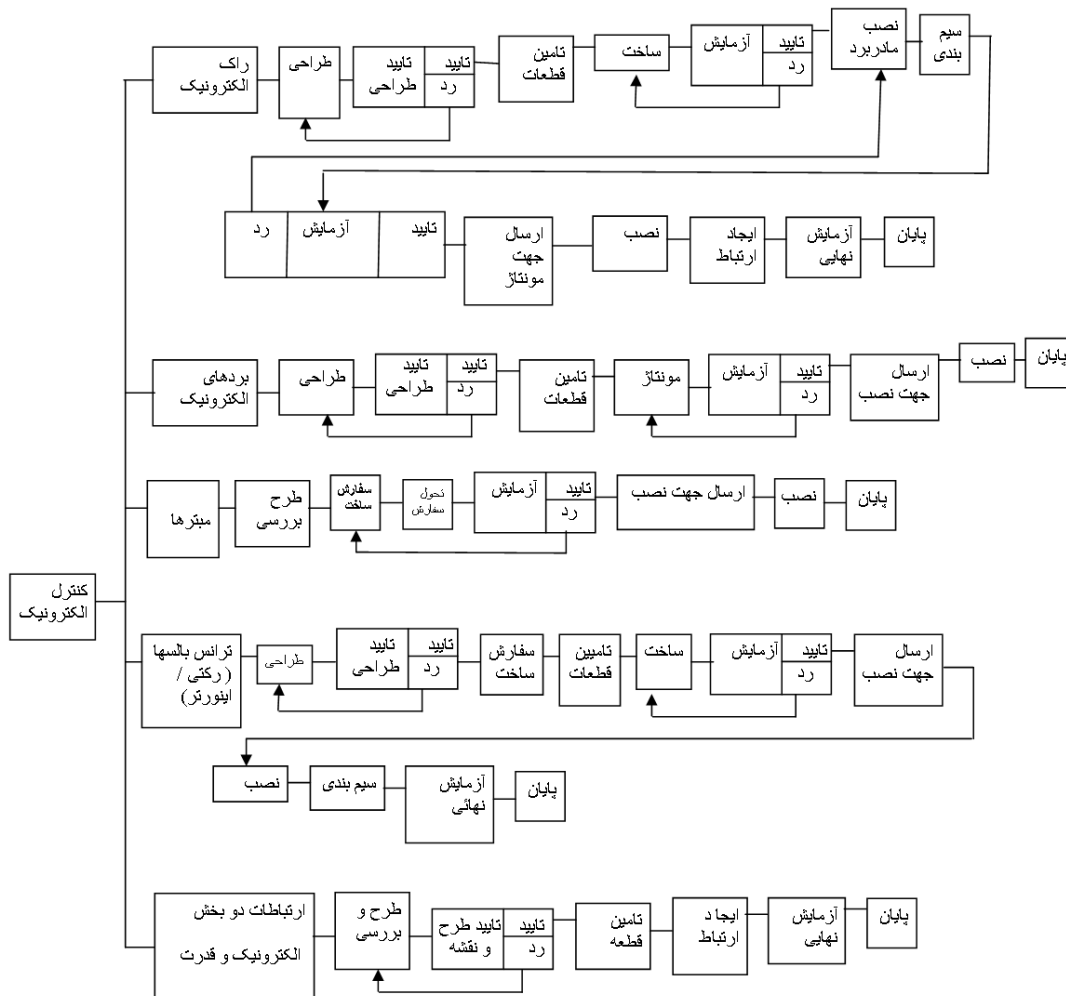 راک
الکترونیک
طراحی
تایید
طراحی
تایید
رد
تامین
قطعات
ساخت
آزمایش
تایید
رد
نصب
مادربرد
سیم
بندی
رد
آزمایش
تایید
ارسال
جهت
مونتاژ
نصب
ایجاد
ارتباط
آزمایش
نهایی
پایان
بردهای
الکترونیک
طراحی
تایید
طراحی
تایید
رد
تامین
قطعات
مونتاژ
آزمایش
تایید
رد
ارسال
جهت نصب
نصب
پایان
میترها
طرح
بررسی
سفارش
ساخت
تحول
سفارش
آزمایش
تایید
رد
ارسال جهت نصب
نصب
پایان
کنترل
الکترونیک
ترانس پالسها
(رکتی /
اینورتر)
طراحی
تایید
طراحی
تایید
رد
سفارش
ساخت
تامیین
قطعات
ساخت
آزمایش
تایید
رد
ارسال
جهت نصب
نصب
سیم بندی
آزمایش
نهائی
پایان
ارتباطات دو بخش
الکترونیک و قدرت
طرح و
بررسی
تایید طرح
و نقشه
تایید
رد
تامین
قطعه
ایجا د
ارتباط
آزمایش
نهایی
پایان